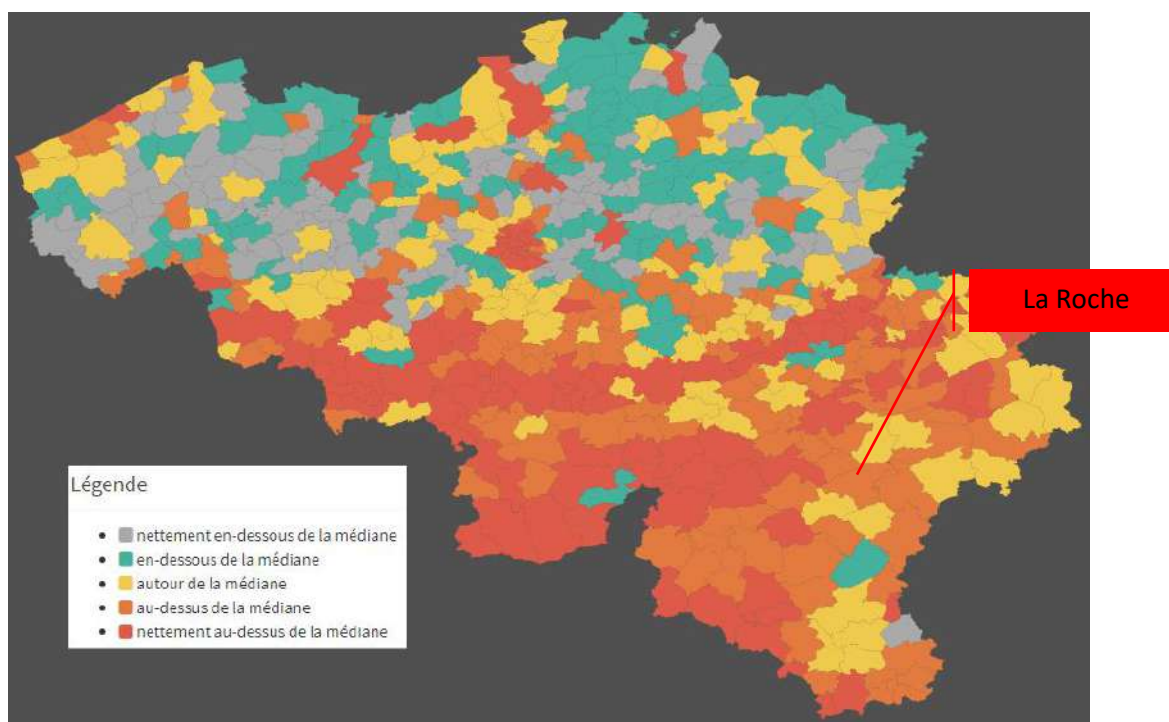 La Roche
Légende
nettement en-dessous de la médiane
en-dessous de la médiane
autour de la médiane
au-dessus de la médiane
nettement au-dessus de la médiane